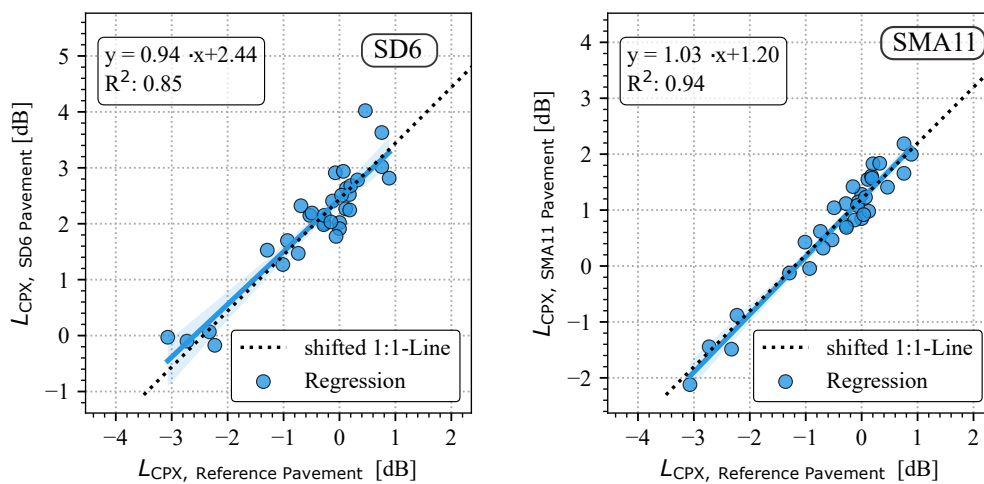 SD6
y = 0.94 ·x+2.44
R²: 0.85
5
4
3
2
1
0
−1
L_CPX, SD6 Pavement [dB]
shifted 1:1-Line
Regression
−4 −3 −2 −1 0 1 2
L_CPX, Reference Pavement [dB]
SMA11
y = 1.03 ·x+1.20
R²: 0.94
4
3
2
1
0
−1
−2
L_CPX, SMA11 Pavement [dB]
shifted 1:1-Line
Regression
−4 −3 −2 −1 0 1 2
L_CPX, Reference Pavement [dB]